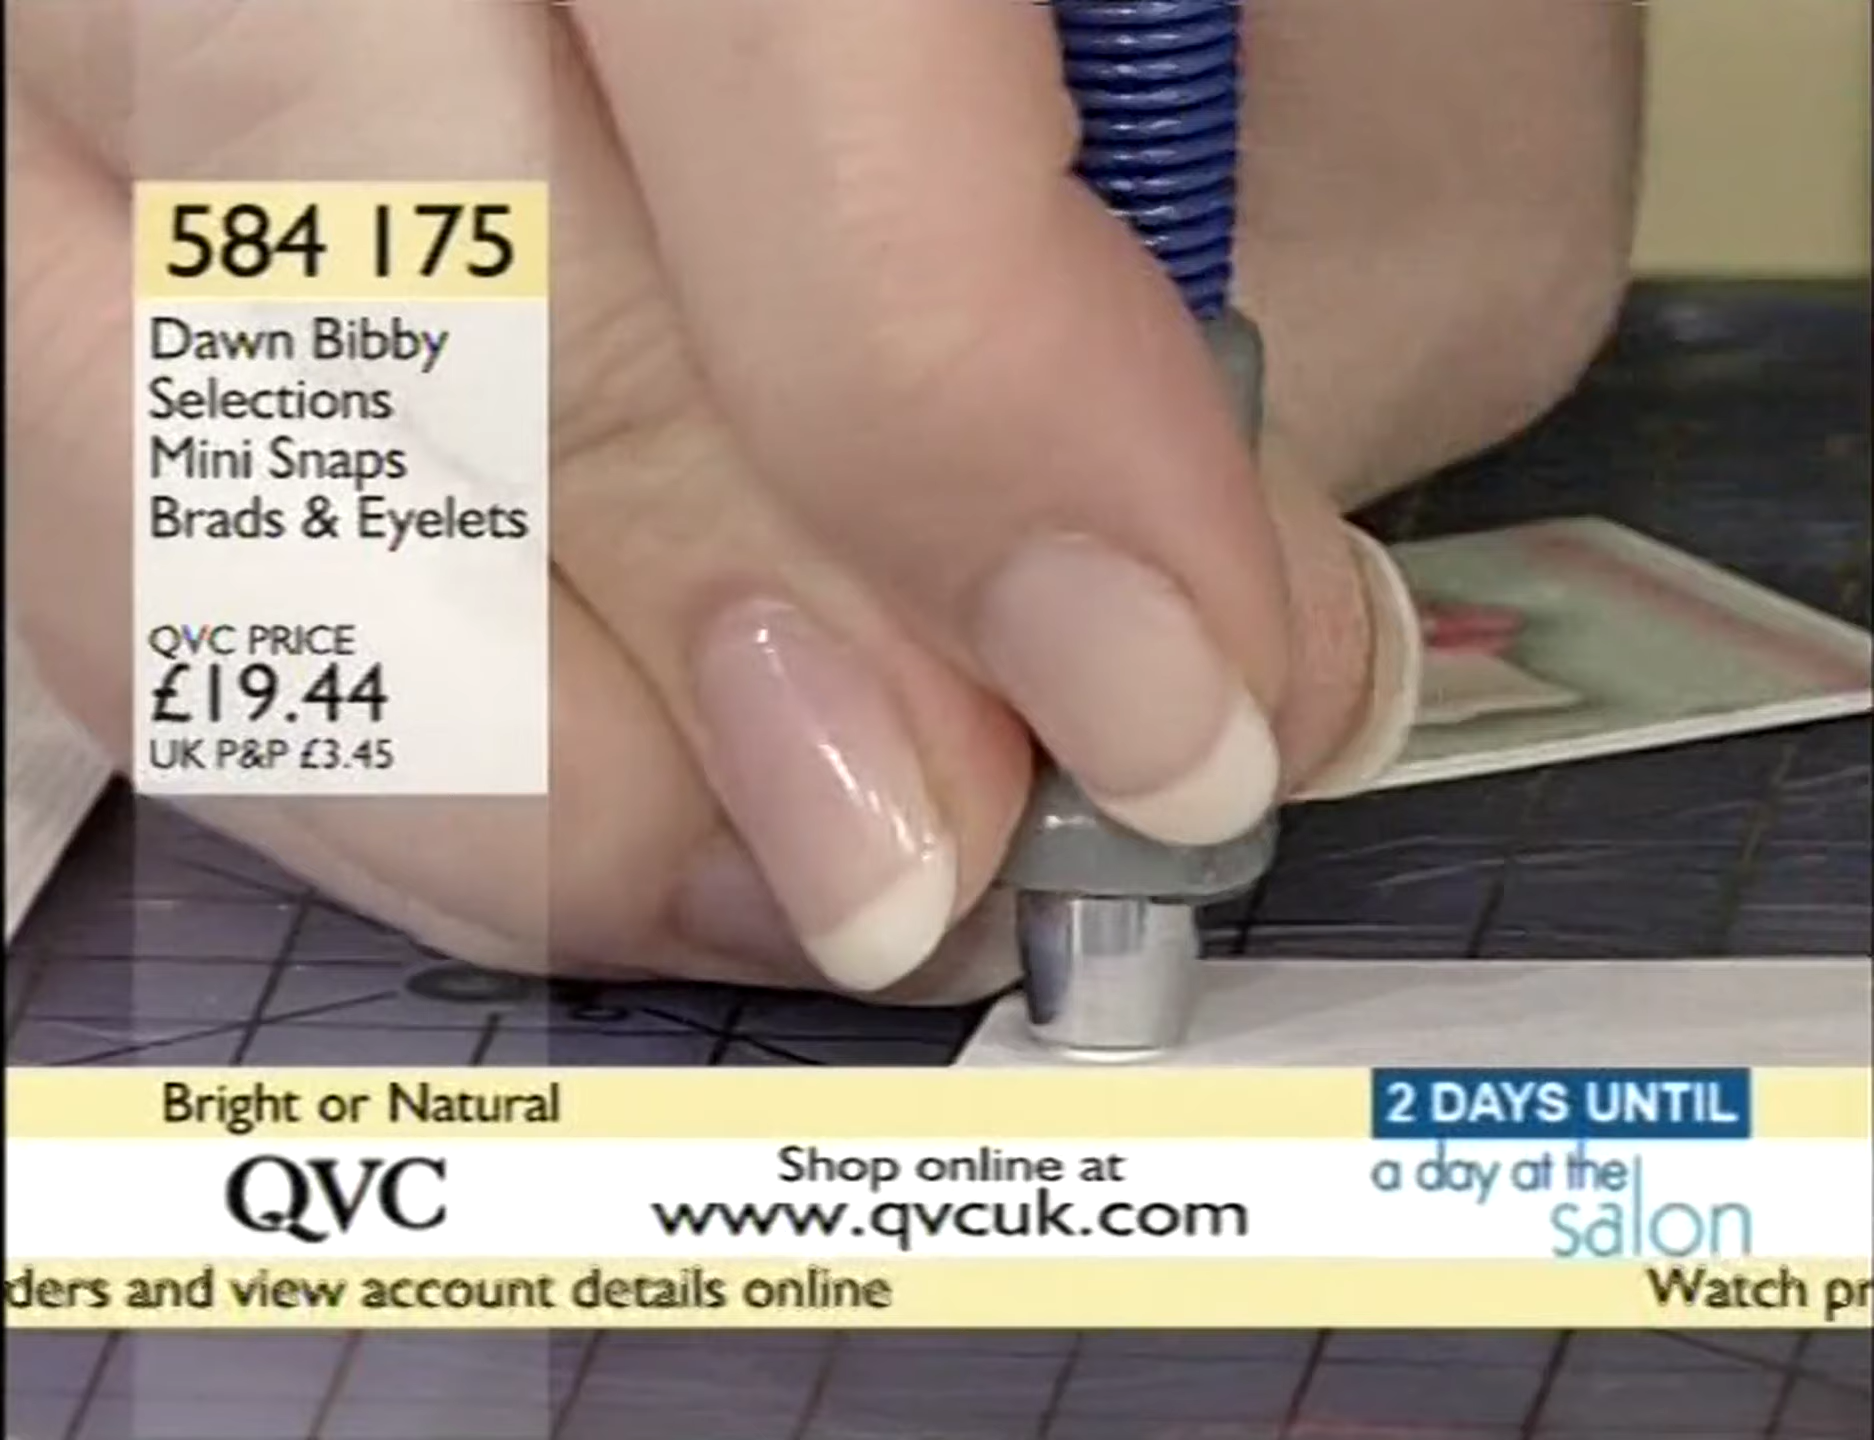 584 175
Dawn Bibby
Selections
Mini Snaps
Brads & Eyelets
QVC PRICE
£19.44
UK P&P £3.45
Bright or Natural
2 DAYS UNTIL
QVC
Shop online at
www.qvcuk.com
a day at the
salon
ders and view account details online
Watch pr